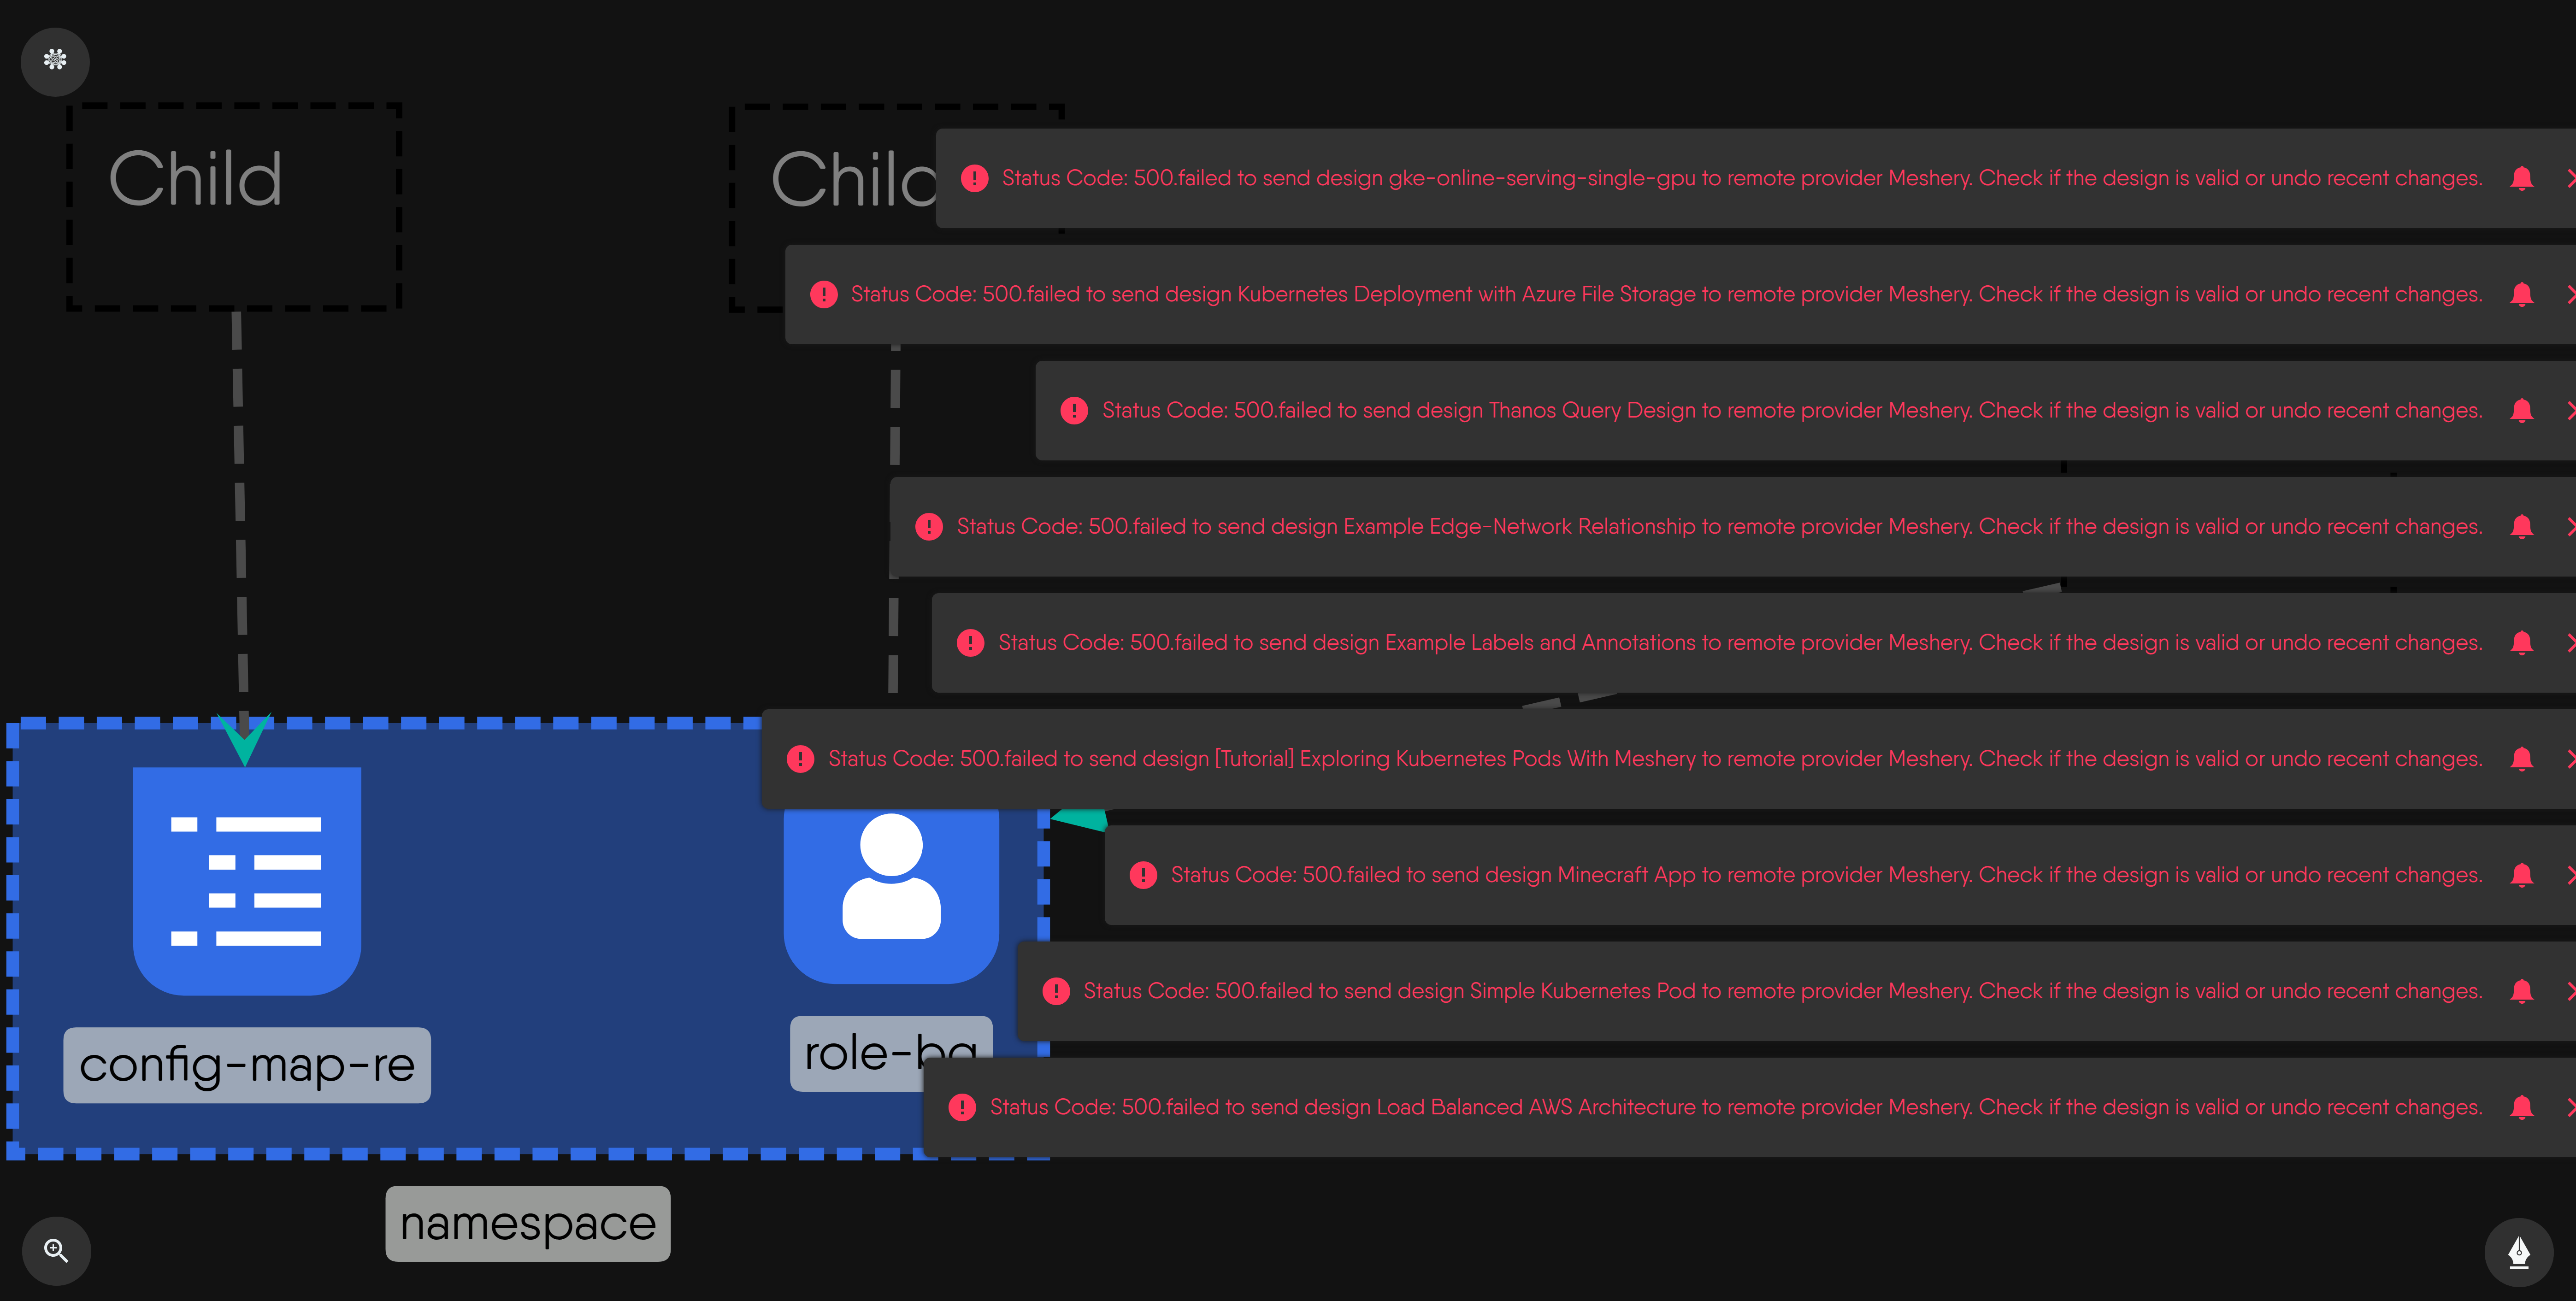 Child
Child
Status Code: 500.failed to send design gke-online-serving-single-gpu to remote provider Meshery. Check if the design is valid or undo recent changes.
Status Code: 500.failed to send design Kubernetes Deployment with Azure File Storage to remote provider Meshery. Check if the design is valid or undo recent changes.
Status Code: 500.failed to send design Thanos Query Design to remote provider Meshery. Check if the design is valid or undo recent changes.
Status Code: 500.failed to send design Example Edge-Network Relationship to remote provider Meshery. Check if the design is valid or undo recent changes.
Status Code: 500.failed to send design Example Labels and Annotations to remote provider Meshery. Check if the design is valid or undo recent changes.
Status Code: 500.failed to send design [Tutorial] Exploring Kubernetes Pods With Meshery to remote provider Meshery. Check if the design is valid or undo recent changes.
Status Code: 500.failed to send design Minecraft App to remote provider Meshery. Check if the design is valid or undo recent changes.
Status Code: 500.failed to send design Simple Kubernetes Pod to remote provider Meshery. Check if the design is valid or undo recent changes.
config-map-re
Status Code: 500.failed to send design Load Balanced AWS Architecture to remote provider Meshery. Check if the design is valid or undo recent changes.
namespace